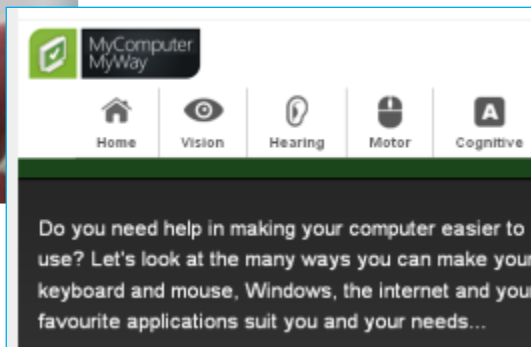 MyComputer
MyWay
Home Vision Hearing Motor Cognitive
Do you need help in making your computer easier to
use? Let's look at the many ways you can make your
keyboard and mouse, Windows, the internet and your
favourite applications suit you and your needs...